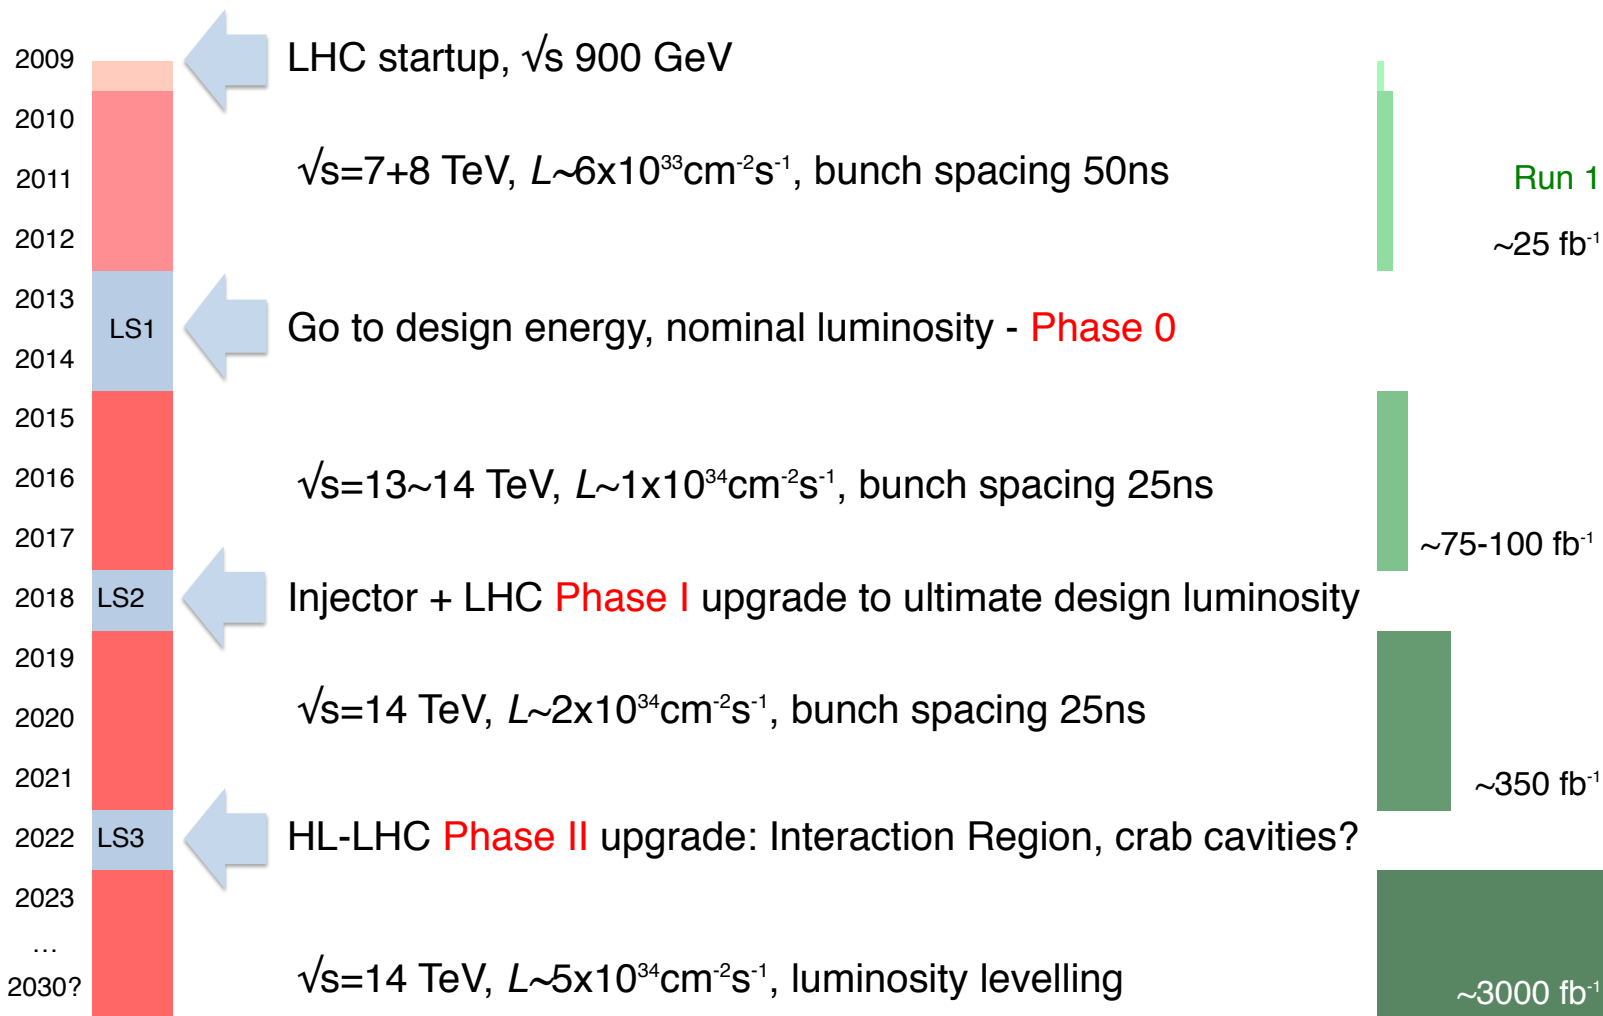 2009 LHC startup, √s 900 GeV
2010
√s=7+8 TeV, L~6x10³³cm⁻²s⁻¹, bunch spacing 50ns
2011 Run 1
2012 ~25 fb⁻¹
2013
LS1 Go to design energy, nominal luminosity - Phase 0
2014
2015
2016 √s=13~14 TeV, L~1x10³⁴cm⁻²s⁻¹, bunch spacing 25ns
2017 ~75-100 fb⁻¹
2018 LS2 Injector + LHC Phase I upgrade to ultimate design luminosity
2019
2020 √s=14 TeV, L~2x10³⁴cm⁻²s⁻¹, bunch spacing 25ns
2021 ~350 fb⁻¹
2022 LS3 HL-LHC Phase II upgrade: Interaction Region, crab cavities?
2023
…
2030? √s=14 TeV, L~5x10³⁴cm⁻²s⁻¹, luminosity levelling ~3000 fb⁻¹